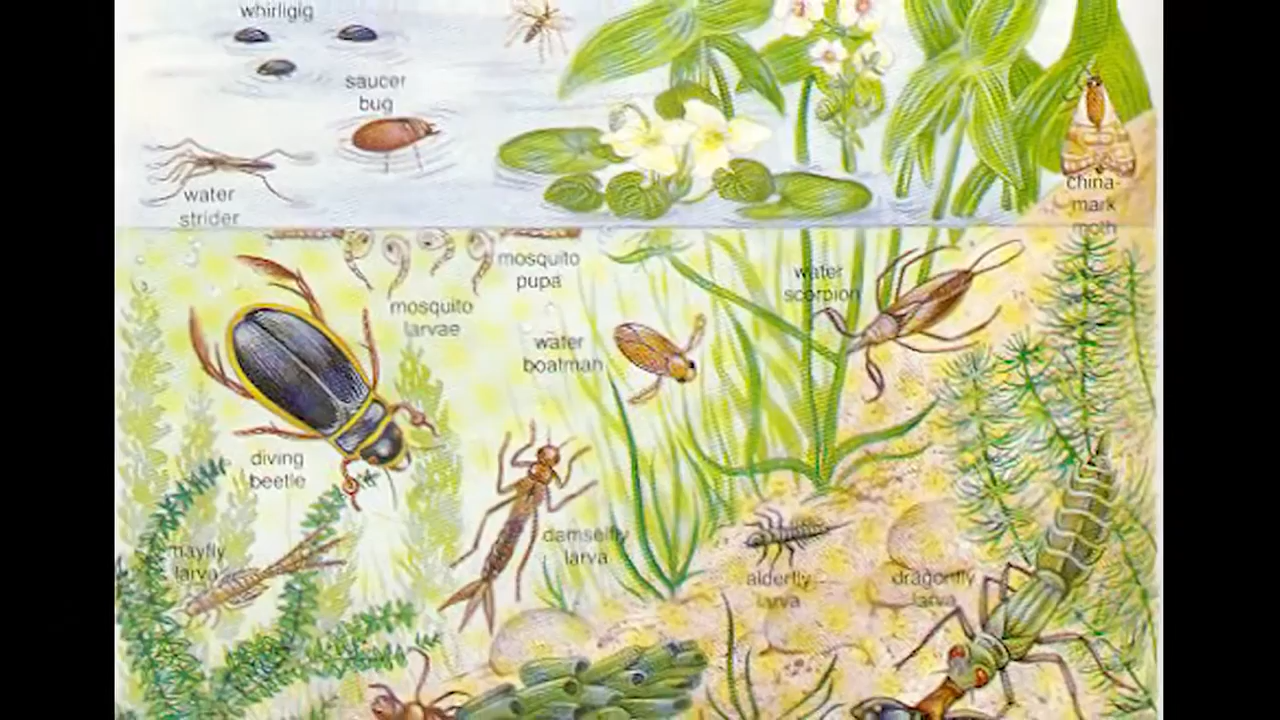 whirligig
saucer
bug
water
strider
china-
mark
moth
mosquito
pupa
mosquito
larvae
water
scorpion
water
boatman
diving
beetle
damselfly
larva
mayfly
larva
alderfly
larva
dragonfly
larva